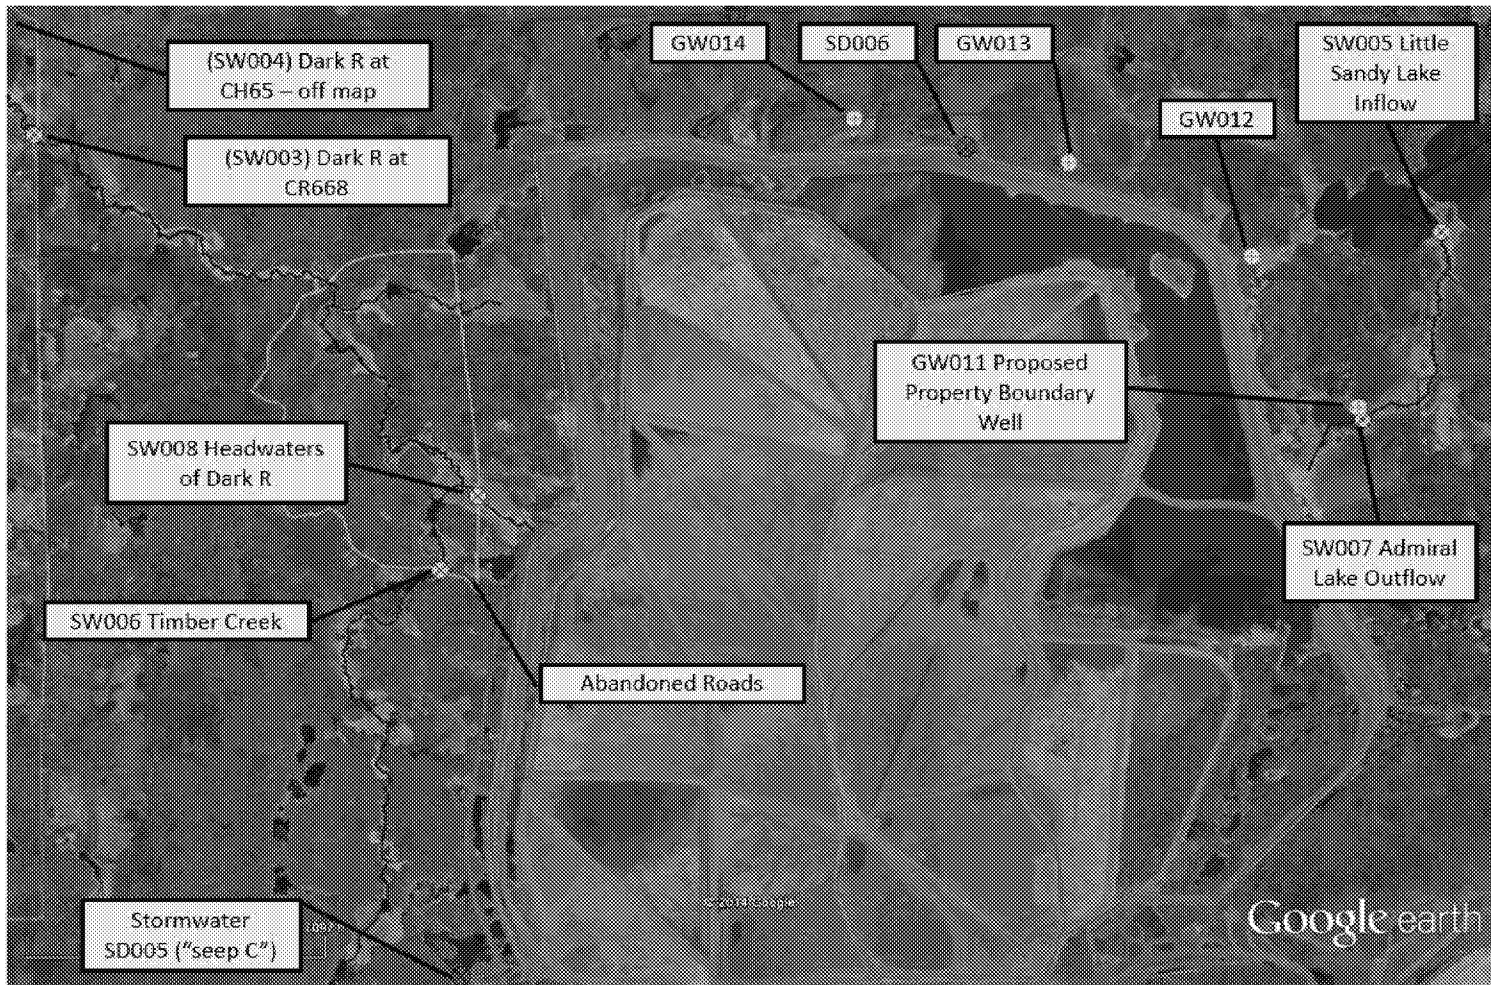 (SW004) Dark R at
CH65 – off map
(SW003) Dark R at
CR668
GW014
SD006
GW013
GW012
SW005 Little
Sandy Lake
Inflow
GW011 Proposed
Property Boundary
Well
SW008 Headwaters
of Dark R
SW007 Admiral
Lake Outflow
SW006 Timber Creek
Abandoned Roads
Stormwater
SD005 ("seep C")
© 2014 Google
Google earth